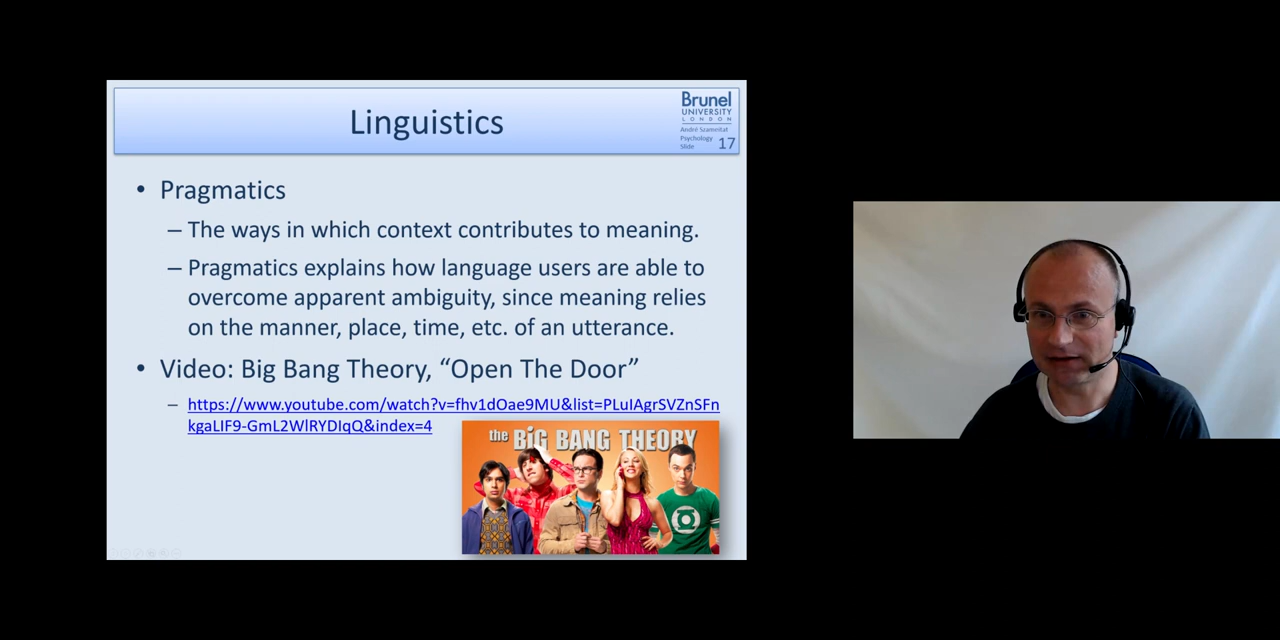 Linguistics
Brunel
UNIVERSITY
LONDON
André Szameitat
Psychology
Slide 17
• Pragmatics
– The ways in which context contributes to meaning.
– Pragmatics explains how language users are able to
overcome apparent ambiguity, since meaning relies
on the manner, place, time, etc. of an utterance.
• Video: Big Bang Theory, “Open The Door”
– https://www.youtube.com/watch?v=fhv1dOae9MU&list=PLuIAgrSVZnSFn
kgaLIF9-GmL2WlRYDIqQ&index=4
the BiG BANG THEORY